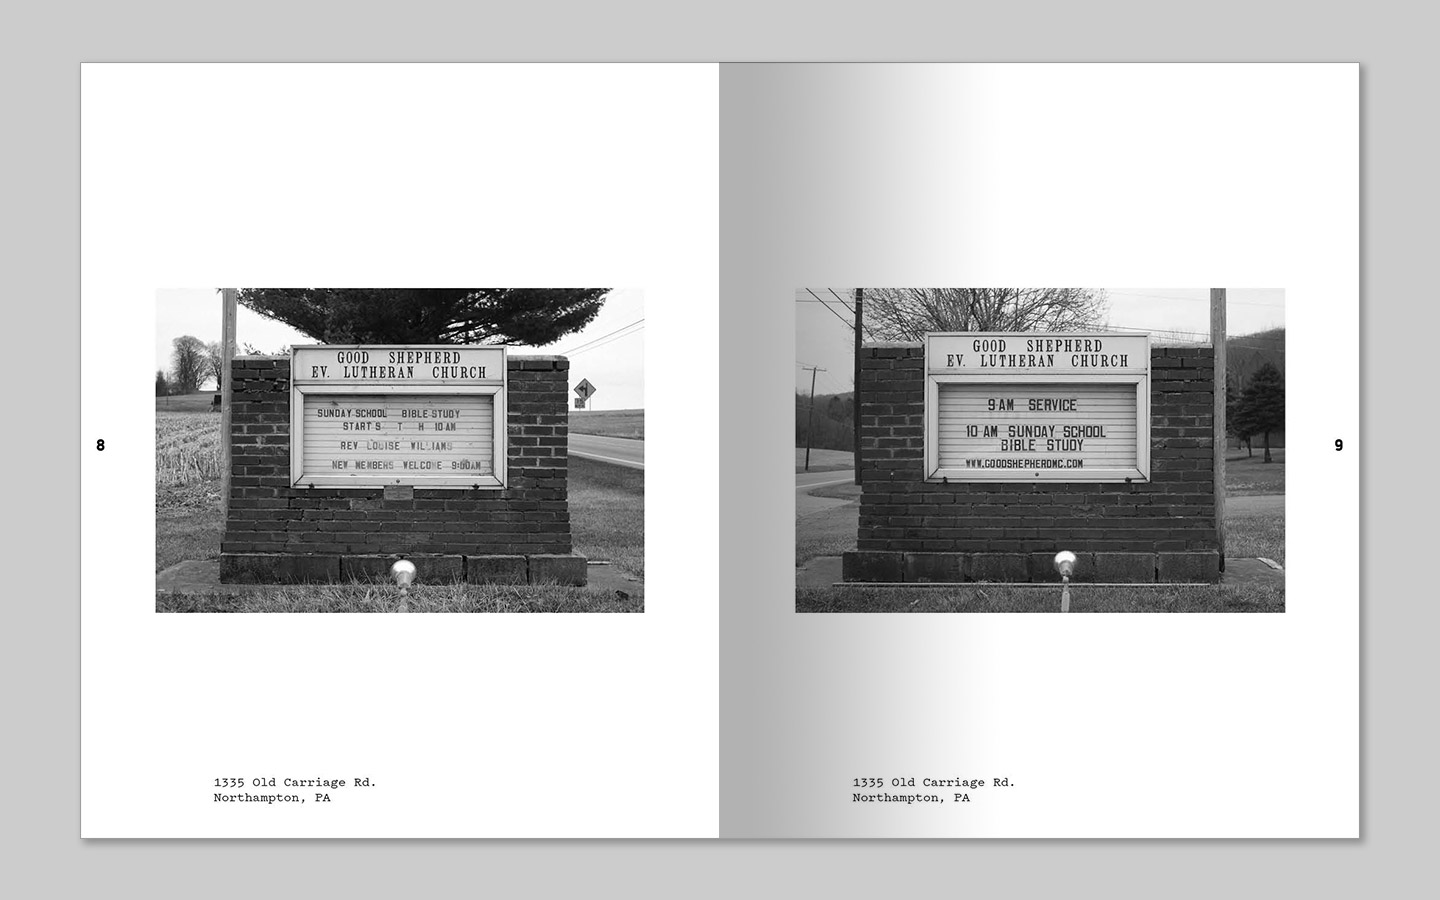 8
GOOD SHEPHERD
EV. LUTHERAN CHURCH
SUNDAY SCHOOL BIBLE STUDY
START S T H 10 AM
REV LOUISE WILLIAMS
NEW MEMBERS WELCOME 9:00AM
1335 Old Carriage Rd.
Northampton, PA
GOOD SHEPHERD
EV. LUTHERAN CHURCH
9 AM SERVICE
10 AM SUNDAY SCHOOL
BIBLE STUDY
WWW.GOODSHEPHERDMC.COM
1335 Old Carriage Rd.
Northampton, PA
9